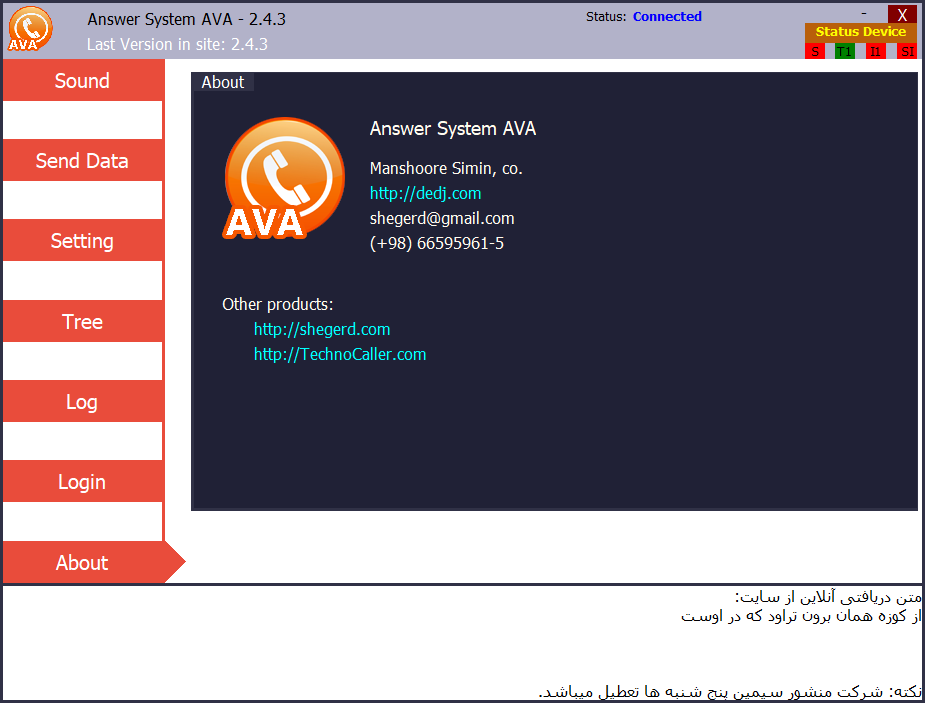 Answer System AVA - 2.4.3
Last Version in site: 2.4.3
Status: Connected
-
X
Status Device
S T1 I1 SI
AVA
Sound
Send Data
Setting
Tree
Log
Login
About
About
AVA
Answer System AVA
Manshoore Simin, co.
http://dedj.com
shegerd@gmail.com
(+98) 66595961-5
Other products:
http://shegerd.com
http://TechnoCaller.com
متن دریافتی آنلاین از سایت:
از کوزه همان برون تراود که در اوست
نکته: شرکت منشور سیمین پنج شنبه ها تعطیل میباشد.